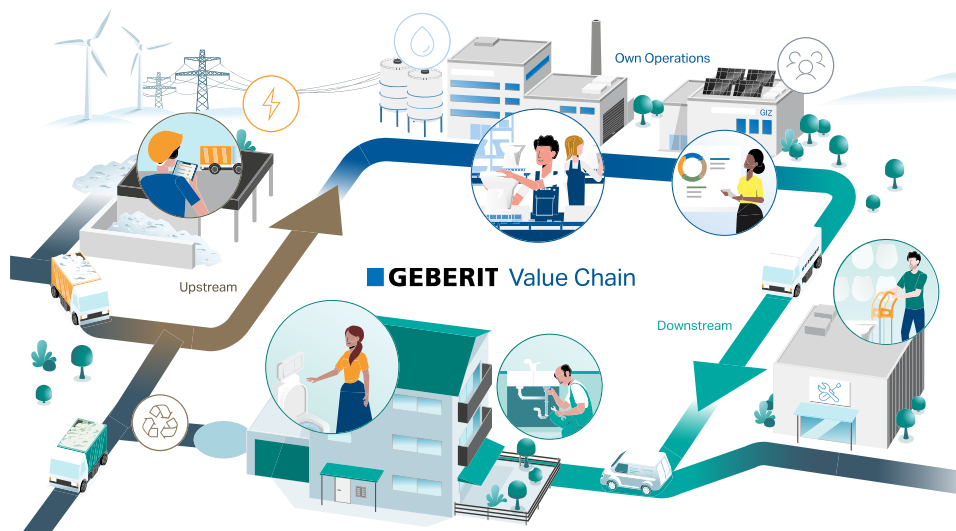 Own Operations
GIZ
Upstream
GEBERIT Value Chain
Downstream